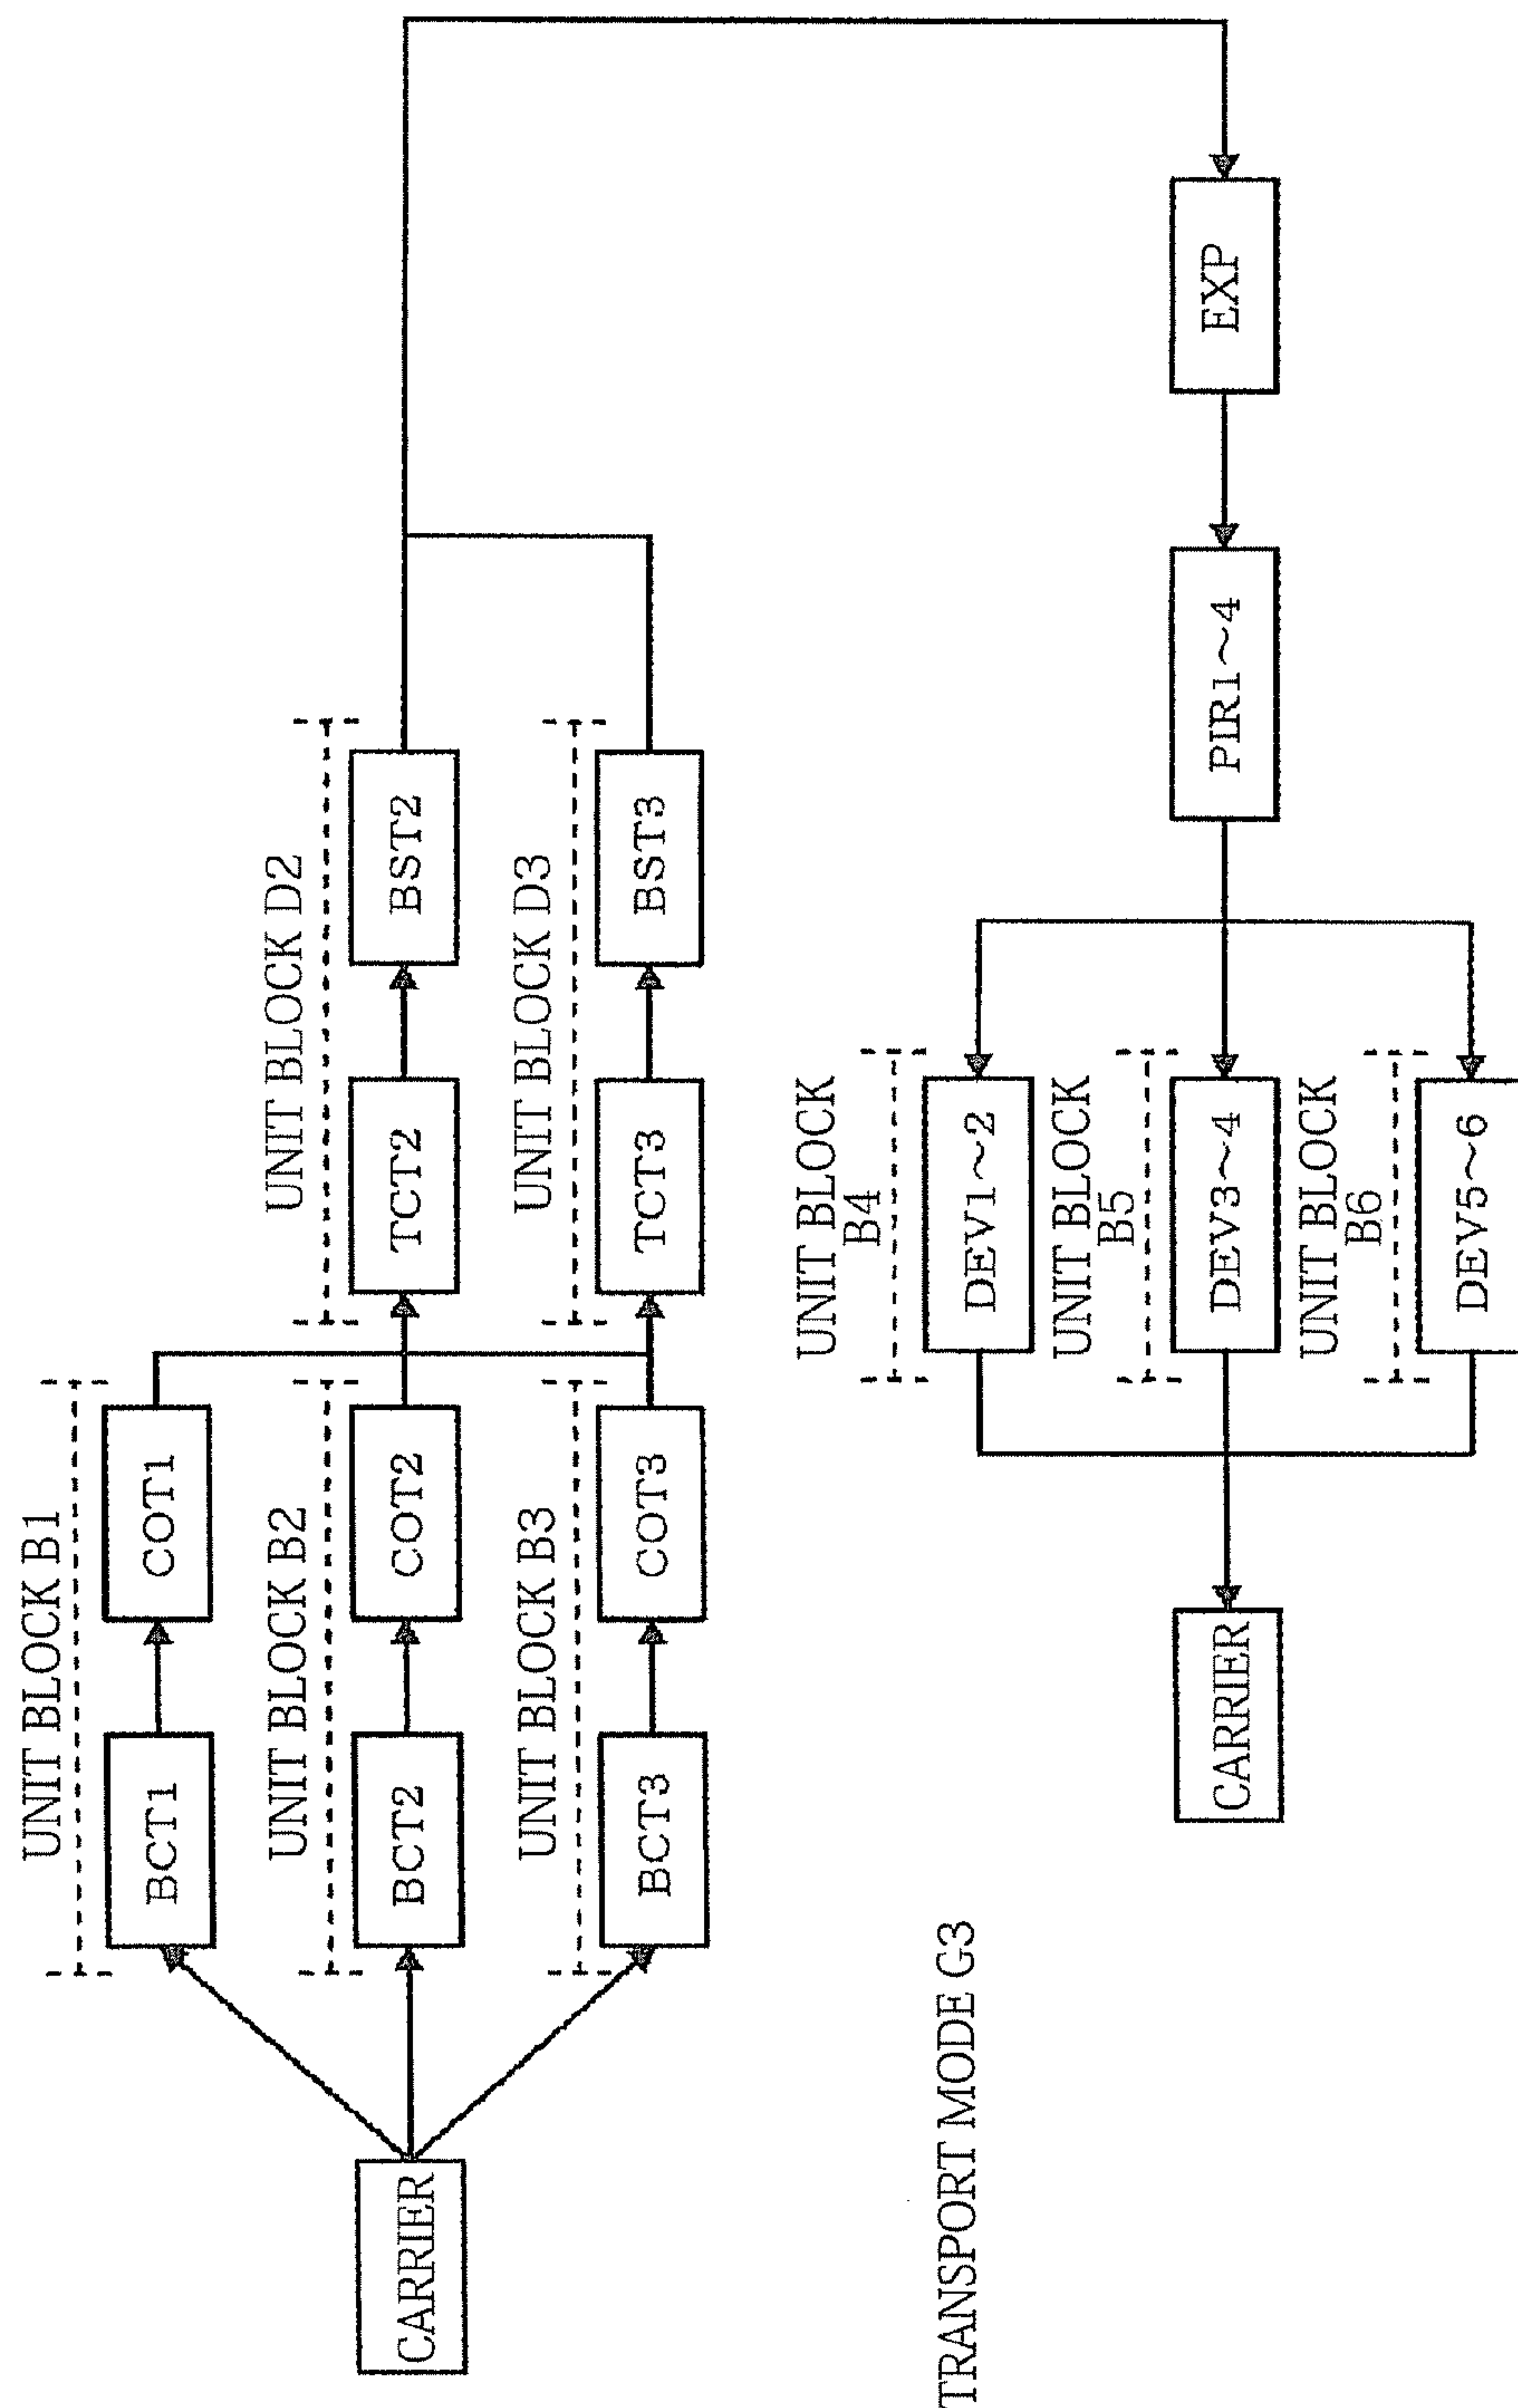 UNIT BLOCK B1
BCT1
COT1
UNIT BLOCK B2
UNIT BLOCK D2
CARRIER
BCT2
COT2
TCT2
BST2
UNIT BLOCK B3
UNIT BLOCK D3
BCT3
COT3
TCT3
BST3
UNIT BLOCK
B4
DEV1~2
TRANSPORT MODE G3
UNIT BLOCK
B5
CARRIER
DEV3~4
PIR1~4
EXP
UNIT BLOCK
B6
DEV5~6